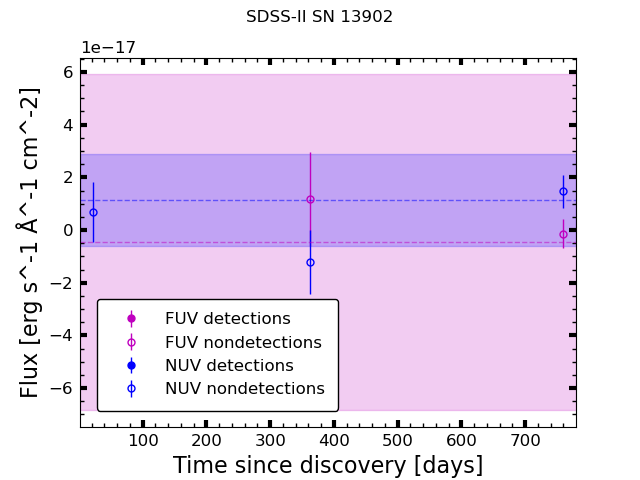 SDSS-II SN 13902
1e−17
6
4
2
0
−2
−4
−6
Flux [erg s^-1 Å^-1 cm^-2]
FUV detections
FUV nondetections
NUV detections
NUV nondetections
100 200 300 400 500 600 700
Time since discovery [days]